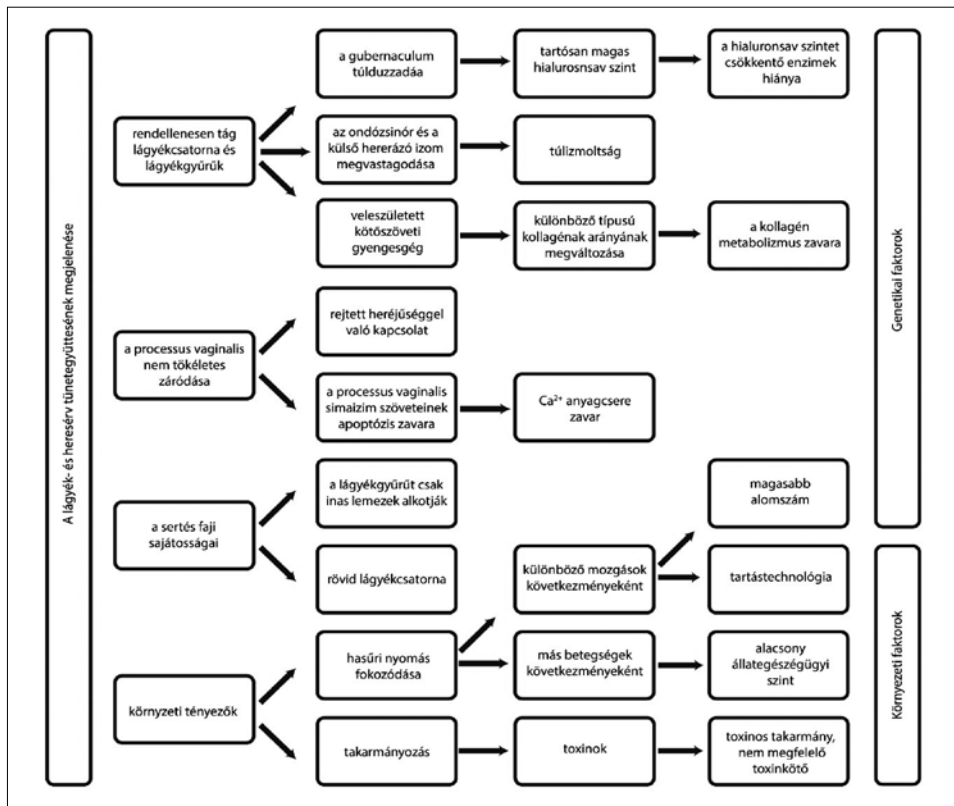 A lágyék- és heresérv tünetegyüttesének megjelenése
rendellenesen tág
lágyékcsatorna és
lágyékgyűrűk
a gubernaculum
túlduzzadáa
tartósan magas
hialurosnsav szint
a hialuronsav szintet
csökkentő enzimek
hiánya
az ondózsinór és a
külső hererázó izom
megvastagodása
túlizmoltság
veleszületett
kötőszöveti
gyengesgég
különböző típusú
kollagénak arányának
megváltozása
a kollagén
metabolizmus zavara
a processus vaginalis
nem tökéletes
záródása
rejtett heréjűséggel
való kapcsolat
a processus vaginalis
simaizim szöveteinek
apoptózis zavara
Ca²⁺ anyagcsere
zavar
a sertés faji
sajátosságai
a lágyékgyűrűt csak
inas lemezek alkotják
rövid lágyékcsatorna
környzeti tényezők
hasűri nyomás
fokozódása
különböző mozgások
következményeként
magasabb
alomszám
tartástechnológia
más betegségek
következményeként
alacsony
állategészégügyi
szint
takarmányozás
toxinok
toxinos takarmány,
nem megfelelő
toxinkötő
Genetikai faktorok
Környezeti faktorok